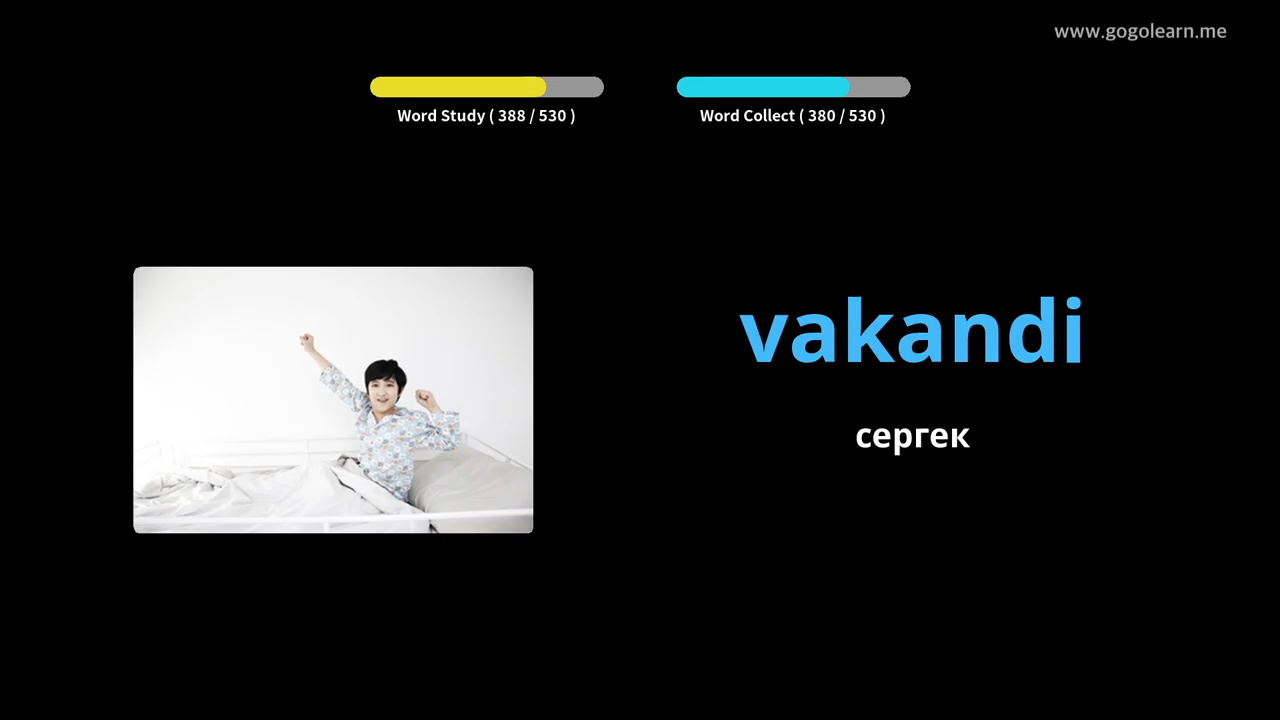 www.gogolearn.me
Word Study ( 388 / 530 )
Word Collect ( 380 / 530 )
vakandi
сергек